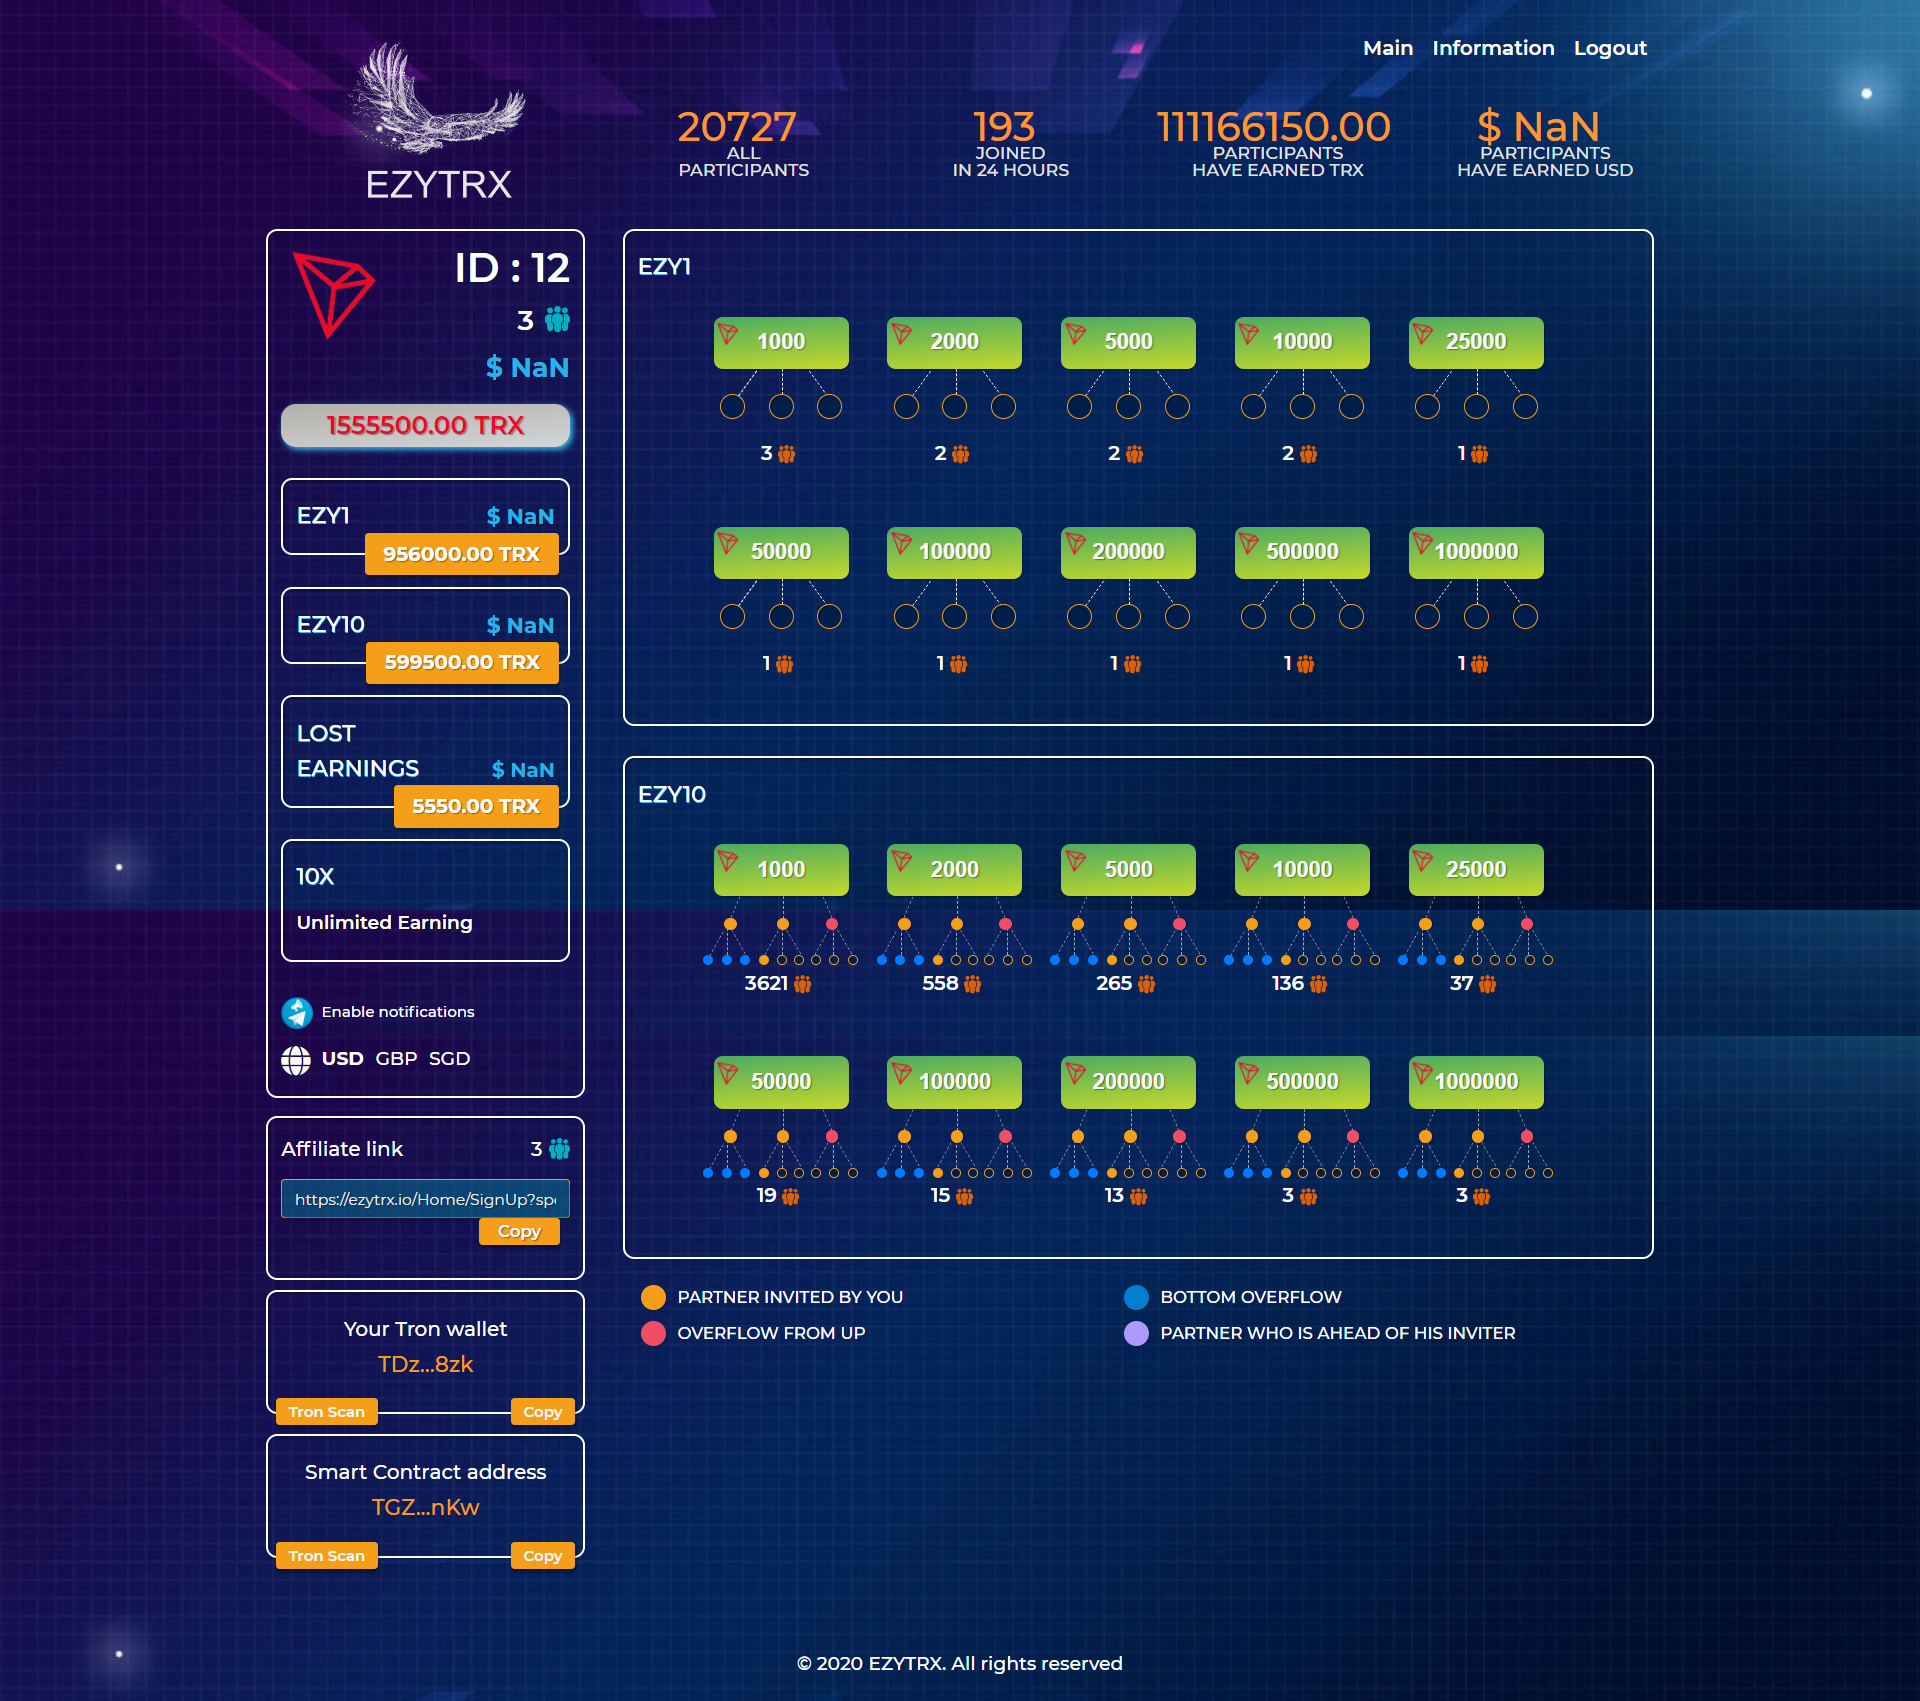 Main Information Logout
EZYTRX
20727
ALL
PARTICIPANTS
193
JOINED
IN 24 HOURS
111166150.00
PARTICIPANTS
HAVE EARNED TRX
$ NaN
PARTICIPANTS
HAVE EARNED USD
ID : 12
3
$ NaN
1555500.00 TRX
EZY1 $ NaN
956000.00 TRX
EZY10 $ NaN
599500.00 TRX
LOST
EARNINGS $ NaN
5550.00 TRX
10X
Unlimited Earning
Enable notifications
USD GBP SGD
Affiliate link 3
https://ezytrx.io/Home/SignUp?sp
Copy
Your Tron wallet
TDz...8zk
Tron Scan Copy
Smart Contract address
TGZ...nKw
Tron Scan Copy
EZY1
1000 2000 5000 10000 25000
3 2 2 2 1
50000 100000 200000 500000 1000000
1 1 1 1 1
EZY10
1000 2000 5000 10000 25000
3621 558 265 136 37
50000 100000 200000 500000 1000000
19 15 13 3 3
PARTNER INVITED BY YOU
BOTTOM OVERFLOW
OVERFLOW FROM UP
PARTNER WHO IS AHEAD OF HIS INVITER
© 2020 EZYTRX. All rights reserved